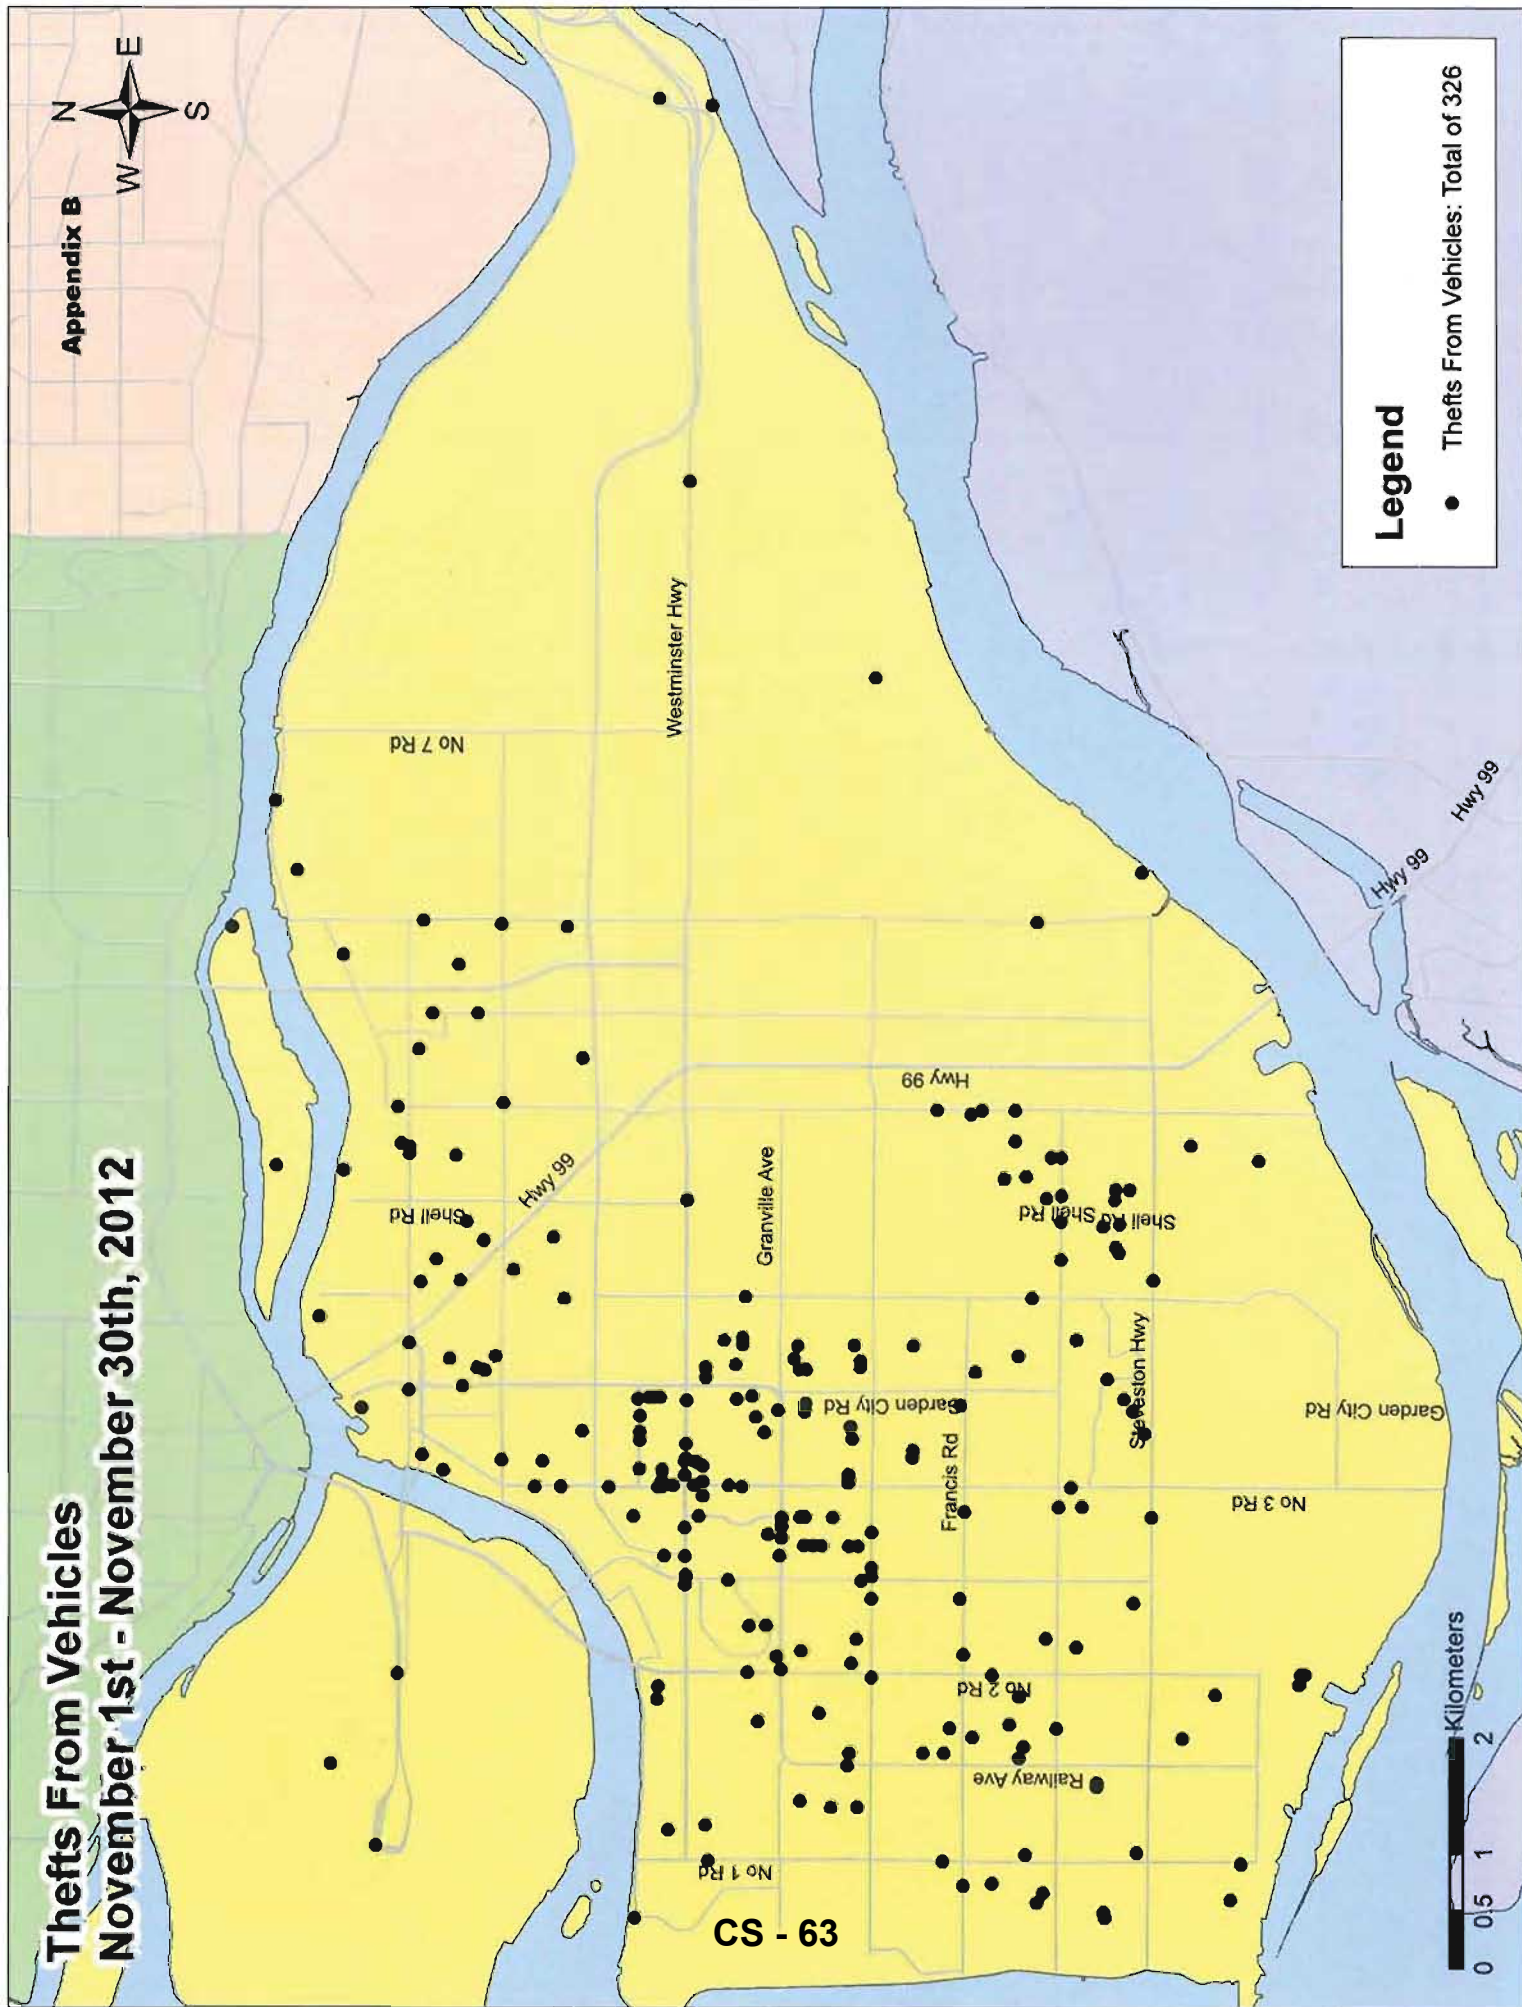 Thefts From Vehicles
November 1st - November 30th, 2012
Appendix B
N
W
E
S
No 7 Rd
Westminster Hwy
Shell Rd
Hwy 99
Granville Ave
Hwy 99
Shell Rd
Shell Rd
Shell Rd
Garden City Rd
Garden City Rd
Steveston Hwy
Francis Rd
No 3 Rd
No 2 Rd
Railway Ave
No 1 Rd
Hwy 99
Hwy 99
Legend
Thefts From Vehicles: Total of 326
Kilometers
0 0.5 1 2
CS - 63